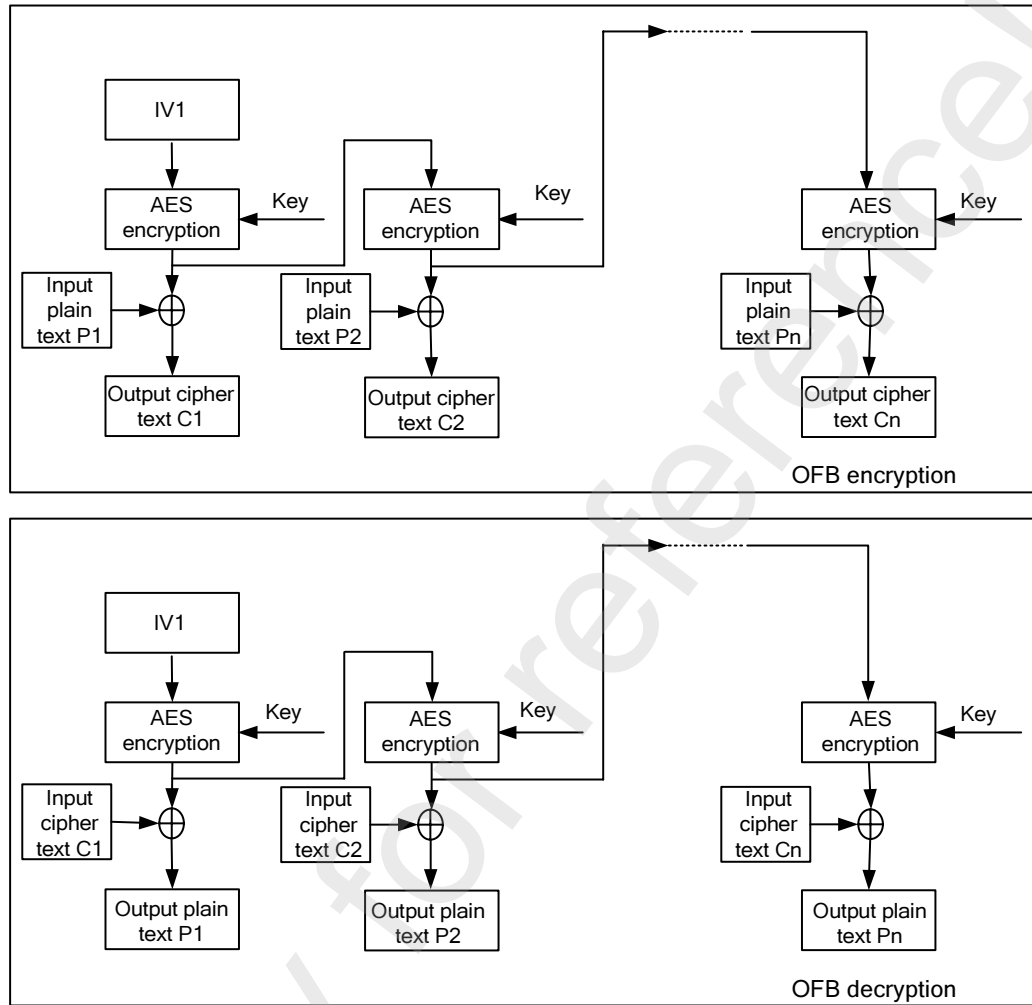 IV1
AES
encryption
Key
AES
encryption
Key
AES
encryption
Key
Input
plain
text P1
Input
plain
text P2
Input
plain
text Pn
Output cipher
text C1
Output cipher
text C2
Output cipher
text Cn
OFB encryption
IV1
AES
encryption
Key
AES
encryption
Key
AES
encryption
Key
Input
cipher
text C1
Input
cipher
text C2
Input
cipher
text Cn
Output plain
text P1
Output plain
text P2
Output plain
text Pn
OFB decryption
for reference